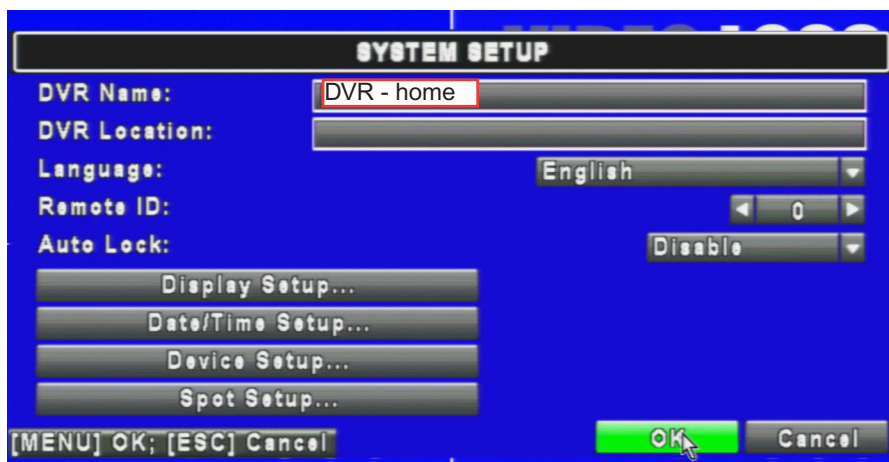 SYSTEM SETUP
DVR Name: DVR - home
DVR Location:
Language: English
Remote ID: 0
Auto Lock: Disable
Display Setup...
Date/Time Setup...
Device Setup...
Spot Setup...
[MENU] OK; [ESC] Cancel OK Cancel